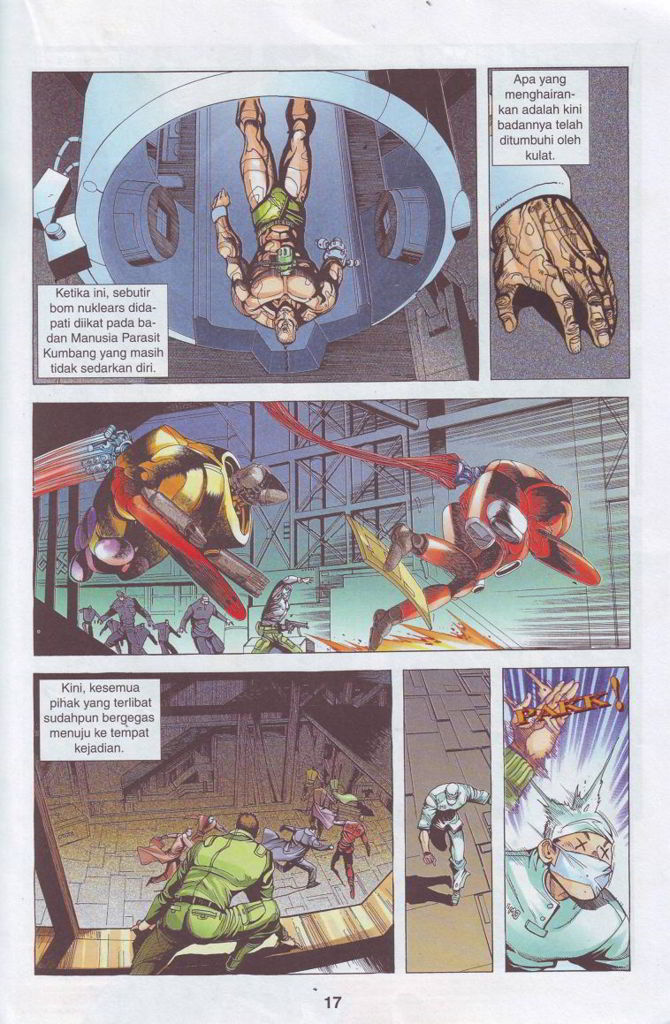 Ketika ini, sebutir
bom nuklears dida-
pati diikat pada ba-
dan Manusia Parasit
Kumbang yang masih
tidak sedarkan diri.
Apa yang
menghairan-
kan adalah kini
badannya telah
ditumbuhi oleh
kulat.
Kini, kesemua
pihak yang terlibat
sudahpun bergegas
menuju ke tempat
kejadian.
PAKK!
17